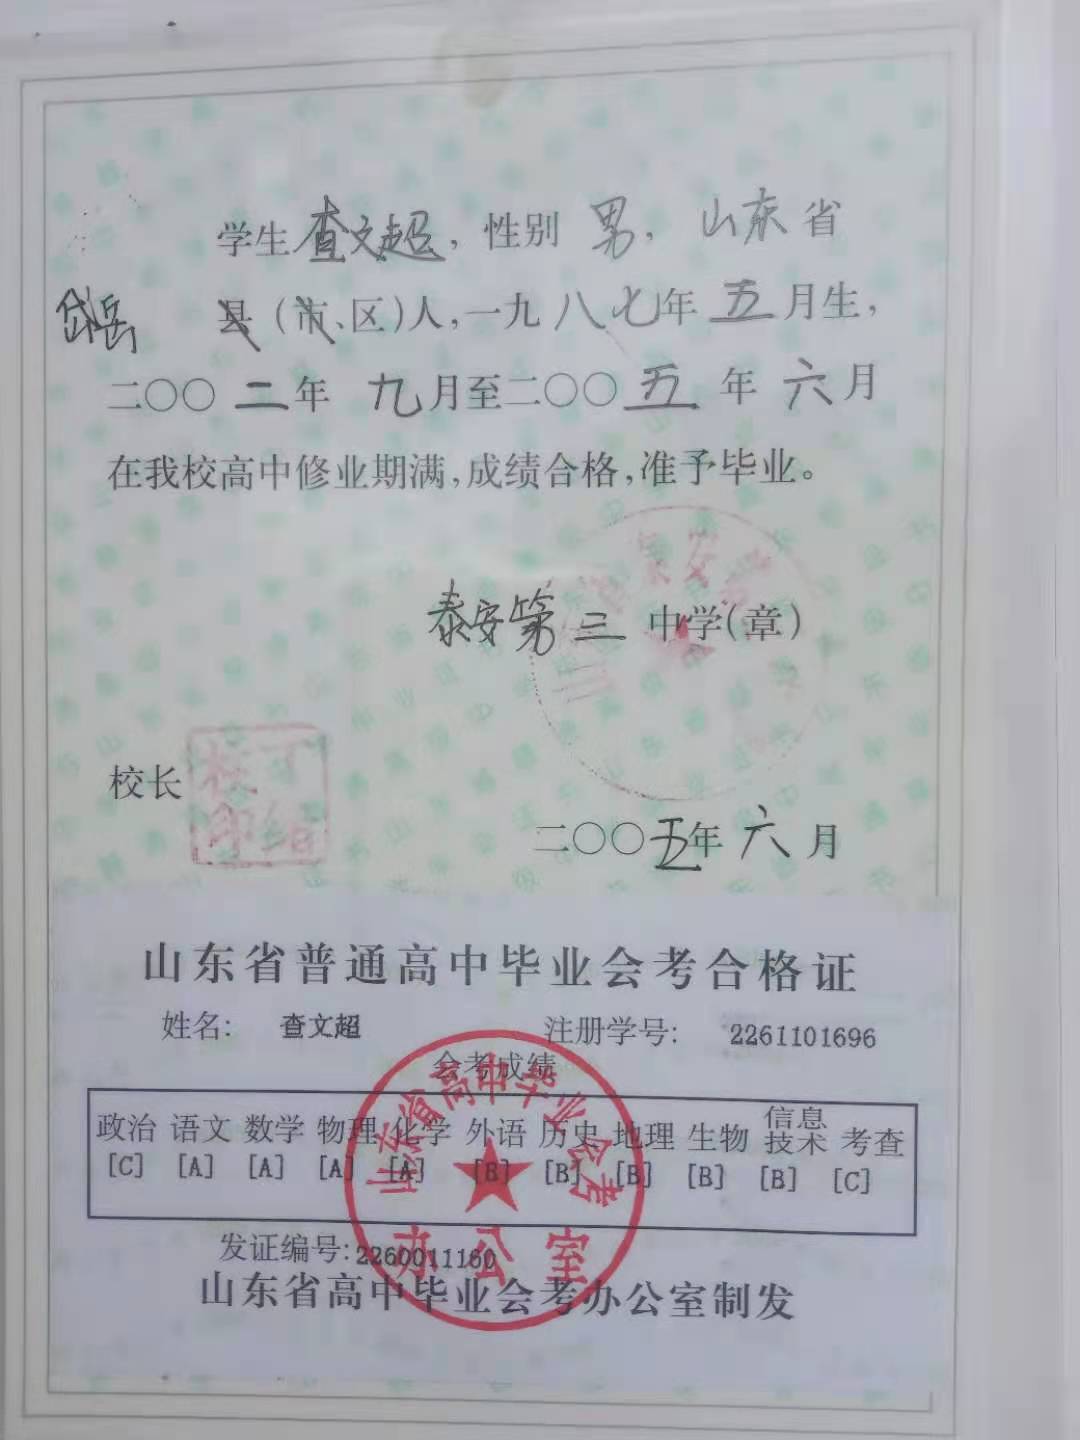 学生查文超，性别 男，山东省
岱岳 县（市、区）人，一九八七年 五月生，
二〇〇二年 九月至二〇〇五年 六月
在我校高中修业期满，成绩合格，准予毕业。
泰安第三中学（章）
校长
二〇〇五年 六月
山东省普通高中毕业会考合格证
姓名: 查文超 注册学号: 2261101696
会考成绩
政治 语文 数学 物理 化学 外语 历史 地理 生物 信息技术 考查
[C] [A] [A] [A] [A] [B] [B] [B] [B] [B] [C]
发证编号:2260011160
山东省高中毕业会考办公室制发
山东省高中毕业会考
办公室